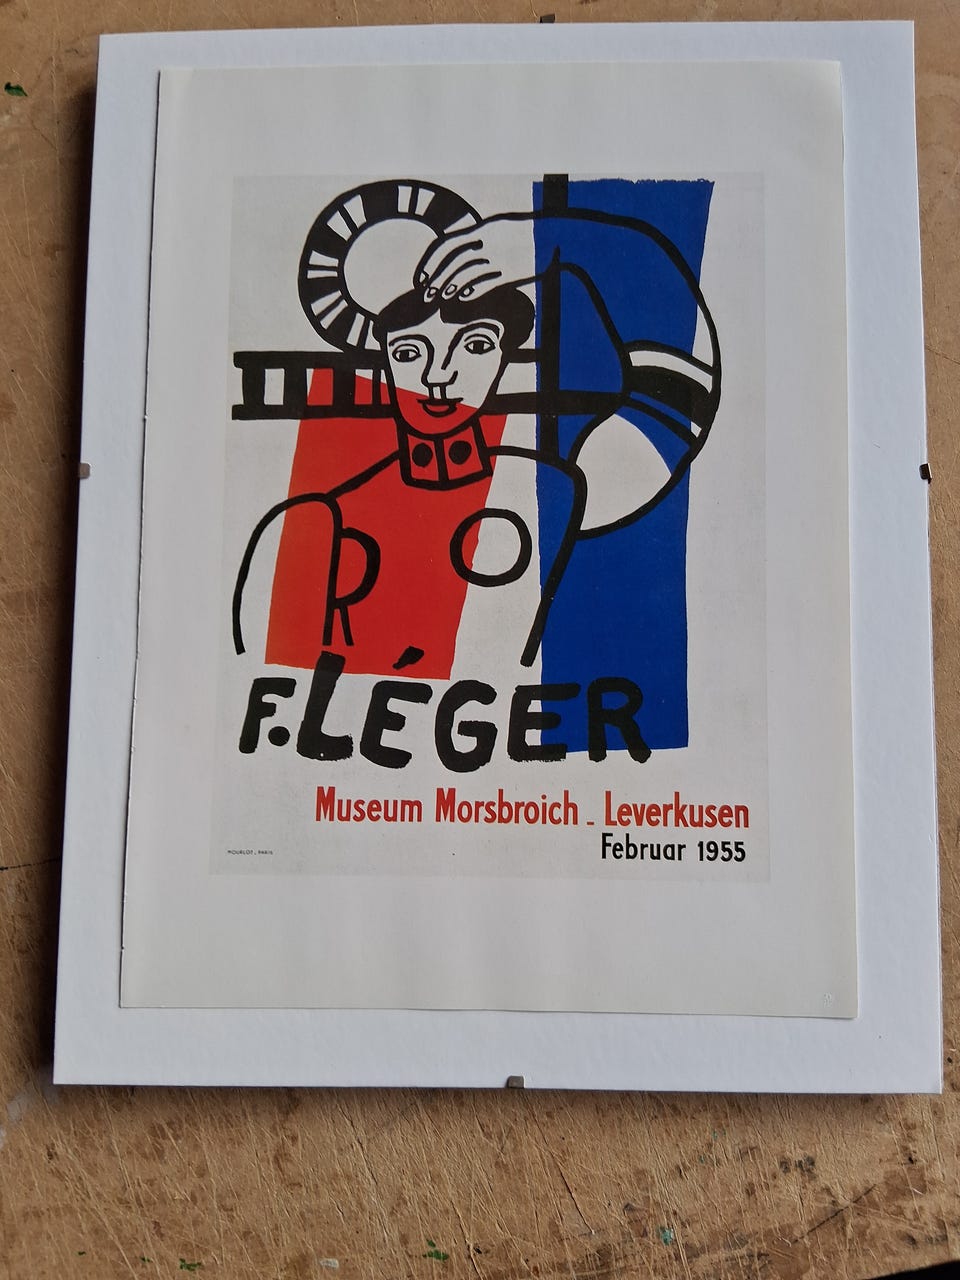 F. LÉGER
Museum Morsbroich - Leverkusen
Februar 1955
MOURLOT, PARIS